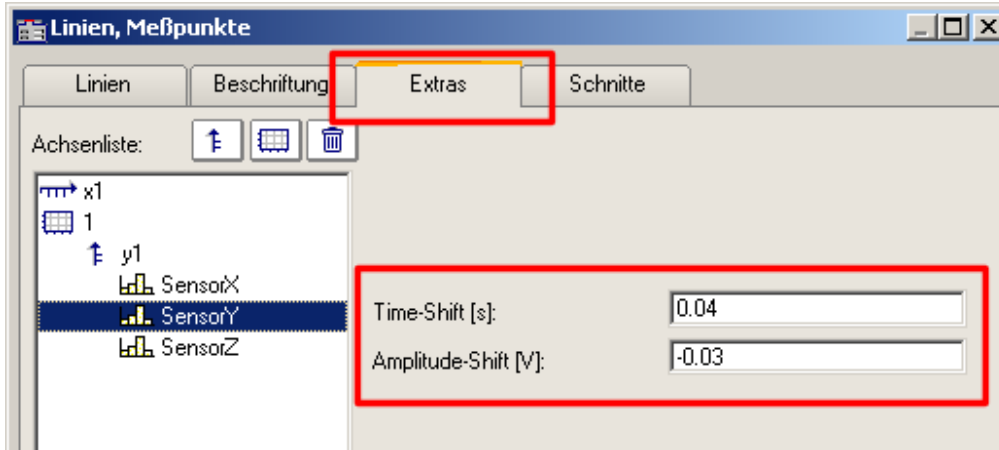 Linien, Meßpunkte
Linien Beschriftung Extras Schnitte
Achsenliste:
x1
1
y1
SensorX
SensorY
SensorZ
Time-Shift [s]: 0.04
Amplitude-Shift [V]: -0.03